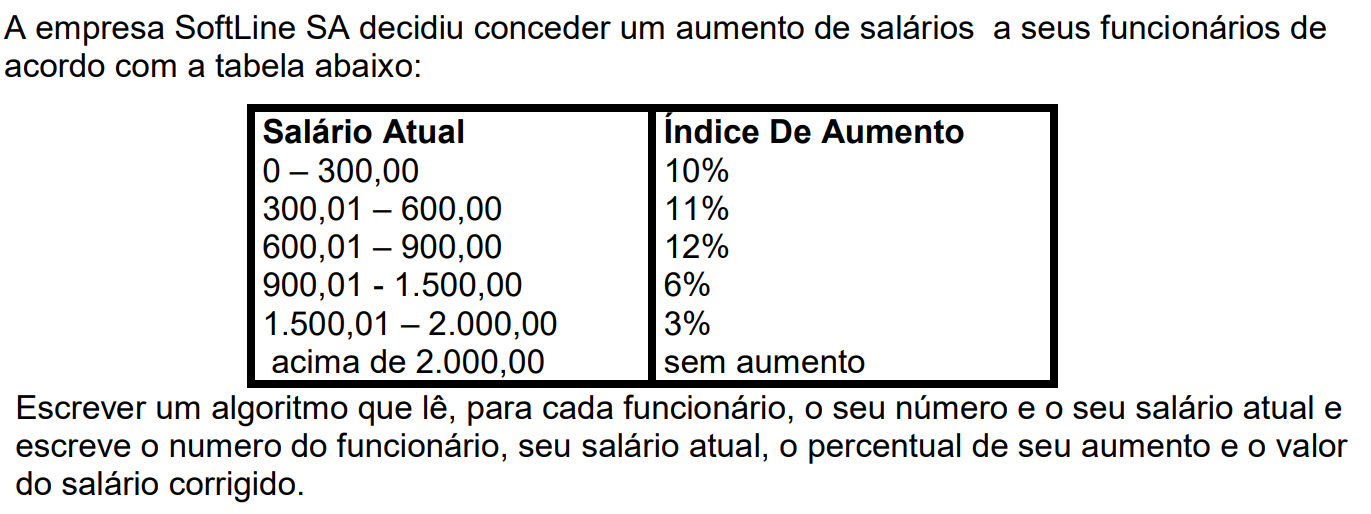 A empresa SoftLine SA decidiu conceder um aumento de salários  a seus funcionários de
acordo com a tabela abaixo:
Salário Atual Índice De Aumento
0 – 300,00 10%
300,01 – 600,00 11%
600,01 – 900,00 12%
900,01 - 1.500,00 6%
1.500,01 – 2.000,00 3%
acima de 2.000,00 sem aumento
Escrever um algoritmo que lê, para cada funcionário, o seu número e o seu salário atual e
escreve o numero do funcionário, seu salário atual, o percentual de seu aumento e o valor
do salário corrigido.